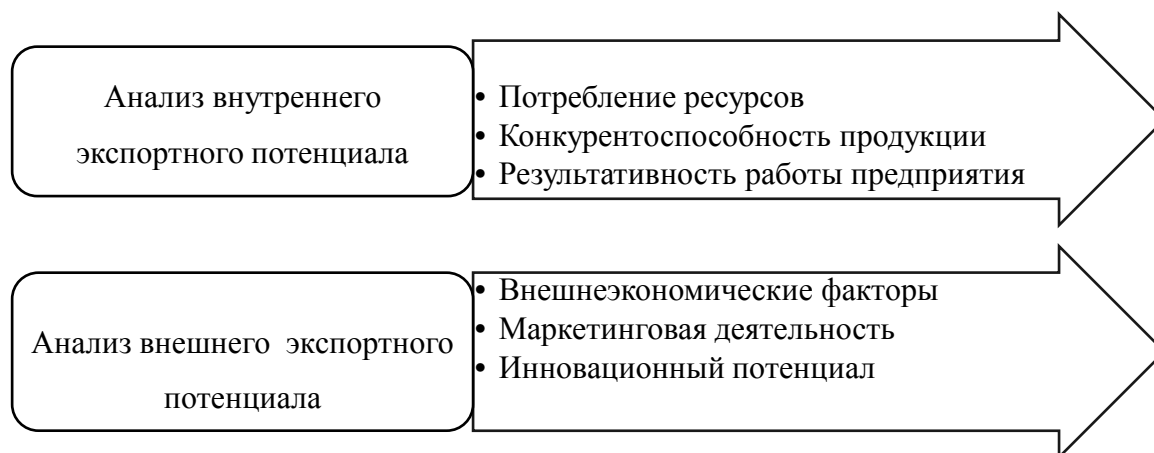 Анализ внутреннего
экспортного потенциала
• Потребление ресурсов
• Конкурентоспособность продукции
• Результативность работы предприятия
Анализ внешнего  экспортного
потенциала
• Внешнеэкономические факторы
• Маркетинговая деятельность
• Инновационный потенциал